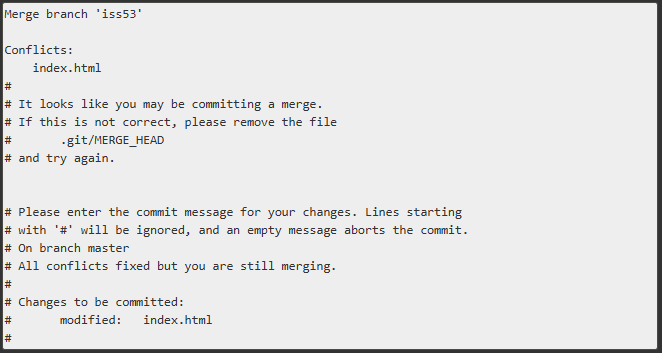 Merge branch 'iss53'

Conflicts:
    index.html
#
# It looks like you may be committing a merge.
# If this is not correct, please remove the file
#       .git/MERGE_HEAD
# and try again.


# Please enter the commit message for your changes. Lines starting
# with '#' will be ignored, and an empty message aborts the commit.
# On branch master
# All conflicts fixed but you are still merging.
#
# Changes to be committed:
#       modified:   index.html
#